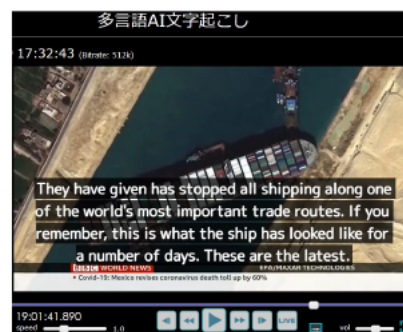 多言語AI文字起こし
17:32:43 (Bitrate: 512k)
They have given has stopped all shipping along one
of the world's most important trade routes. If you
remember, this is what the ship has looked like for
a number of days. These are the latest.
BBC WORLD NEWS
EPA/MAXAR TECHNOLOGIES
• Covid-19: Mexico revises coronavirus death toll up by 60%
19:01:41.890
speed
1.0
LIVE
vol